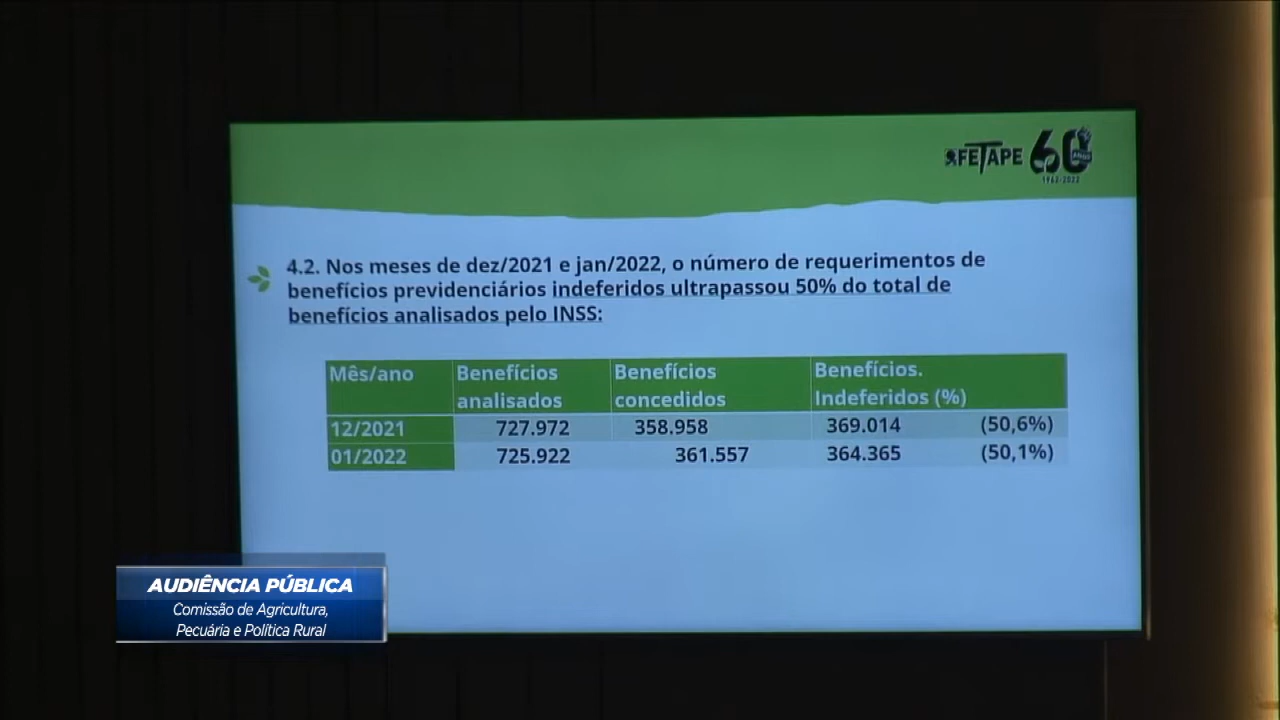 FETAPE 60
ANOS
1962-2022
4.2. Nos meses de dez/2021 e jan/2022, o número de requerimentos de
benefícios previdenciários indeferidos ultrapassou 50% do total de
benefícios analisados pelo INSS:
Mês/ano Benefícios analisados Benefícios concedidos Benefícios. Indeferidos (%)
12/2021 727.972 358.958 369.014 (50,6%)
01/2022 725.922 361.557 364.365 (50,1%)
AUDIÊNCIA PÚBLICA
Comissão de Agricultura,
Pecuária e Política Rural